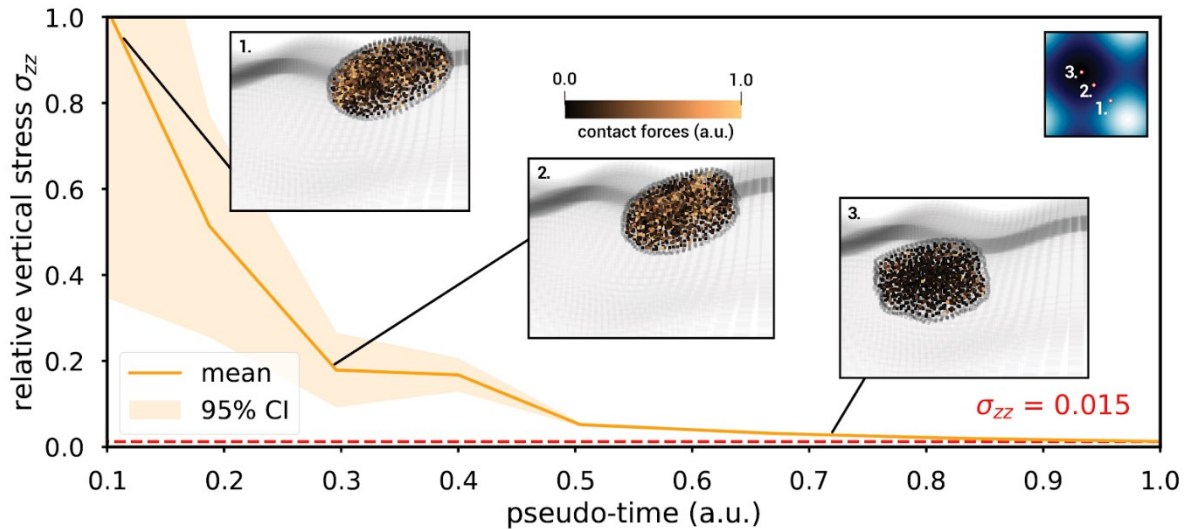 relative vertical stress σzz
1.0
0.8
0.6
0.4
0.2
0.0
1.
0.0 1.0
contact forces (a.u.)
3.
2.
1.
2.
3.
mean
95% CI
σzz = 0.015
0.1 0.2 0.3 0.4 0.5 0.6 0.7 0.8 0.9 1.0
pseudo-time (a.u.)